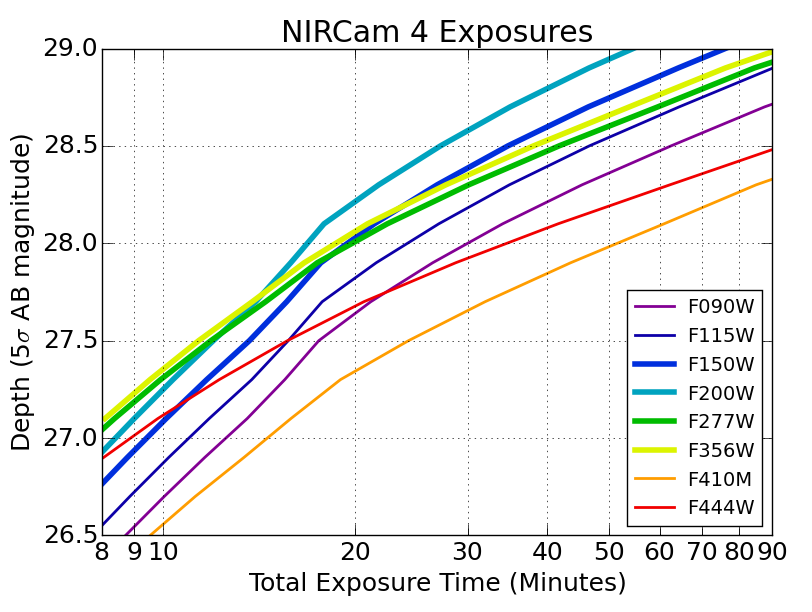 NIRCam 4 Exposures
Depth (5σ AB magnitude)
29.0
28.5
28.0
27.5
27.0
26.5
F090W
F115W
F150W
F200W
F277W
F356W
F410M
F444W
8 9 10 20 30 40 50 60 70 80 90
Total Exposure Time (Minutes)